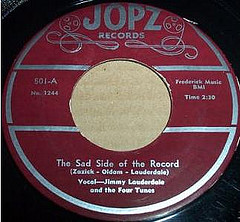 JOPZ
RECORDS
501-A
No. 1244
Frederick Music
BMI
Time 2:30
The Sad Side of the Record
(Zazick - Oldam - Lauderdale)
Vocal—Jimmy Lauderdale
and the Four Tunes